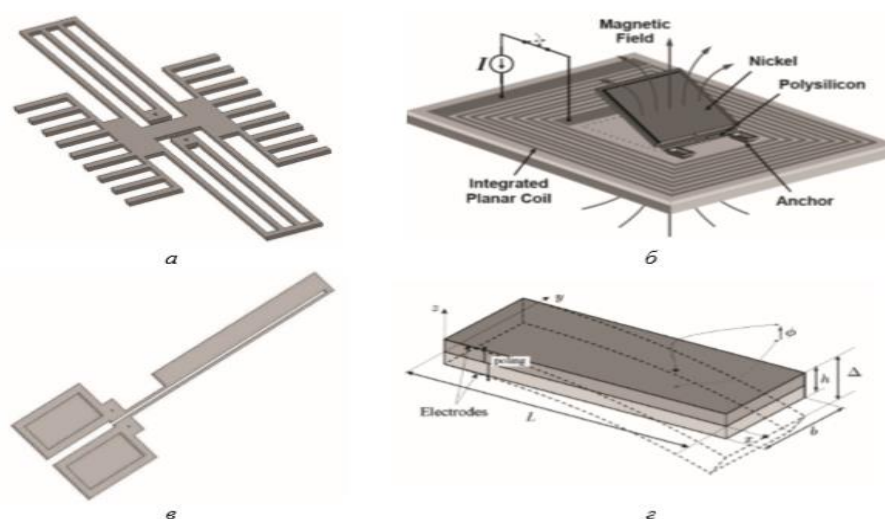 Magnetic
Field
I
Nickel
Polysilicon
Integrated
Planar Coil
Anchor
а
б
z
y
ϕ
poling
h
Δ
Electrodes
L
x
b
в
г